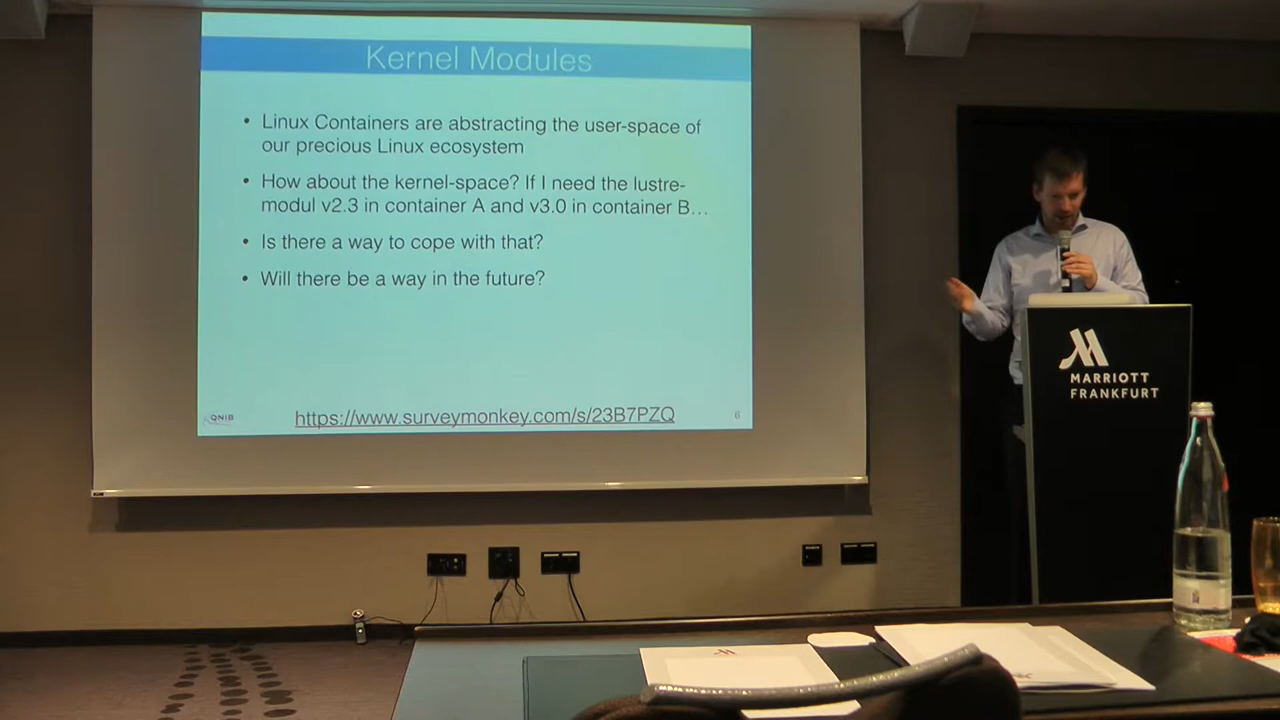 Kernel Modules
• Linux Containers are abstracting the user-space of
our precious Linux ecosystem
• How about the kernel-space? If I need the lustre-
modul v2.3 in container A and v3.0 in container B...
• Is there a way to cope with that?
• Will there be a way in the future?
QNIB
https://www.surveymonkey.com/s/23B7PZQ
6
MARRIOTT
FRANKFURT